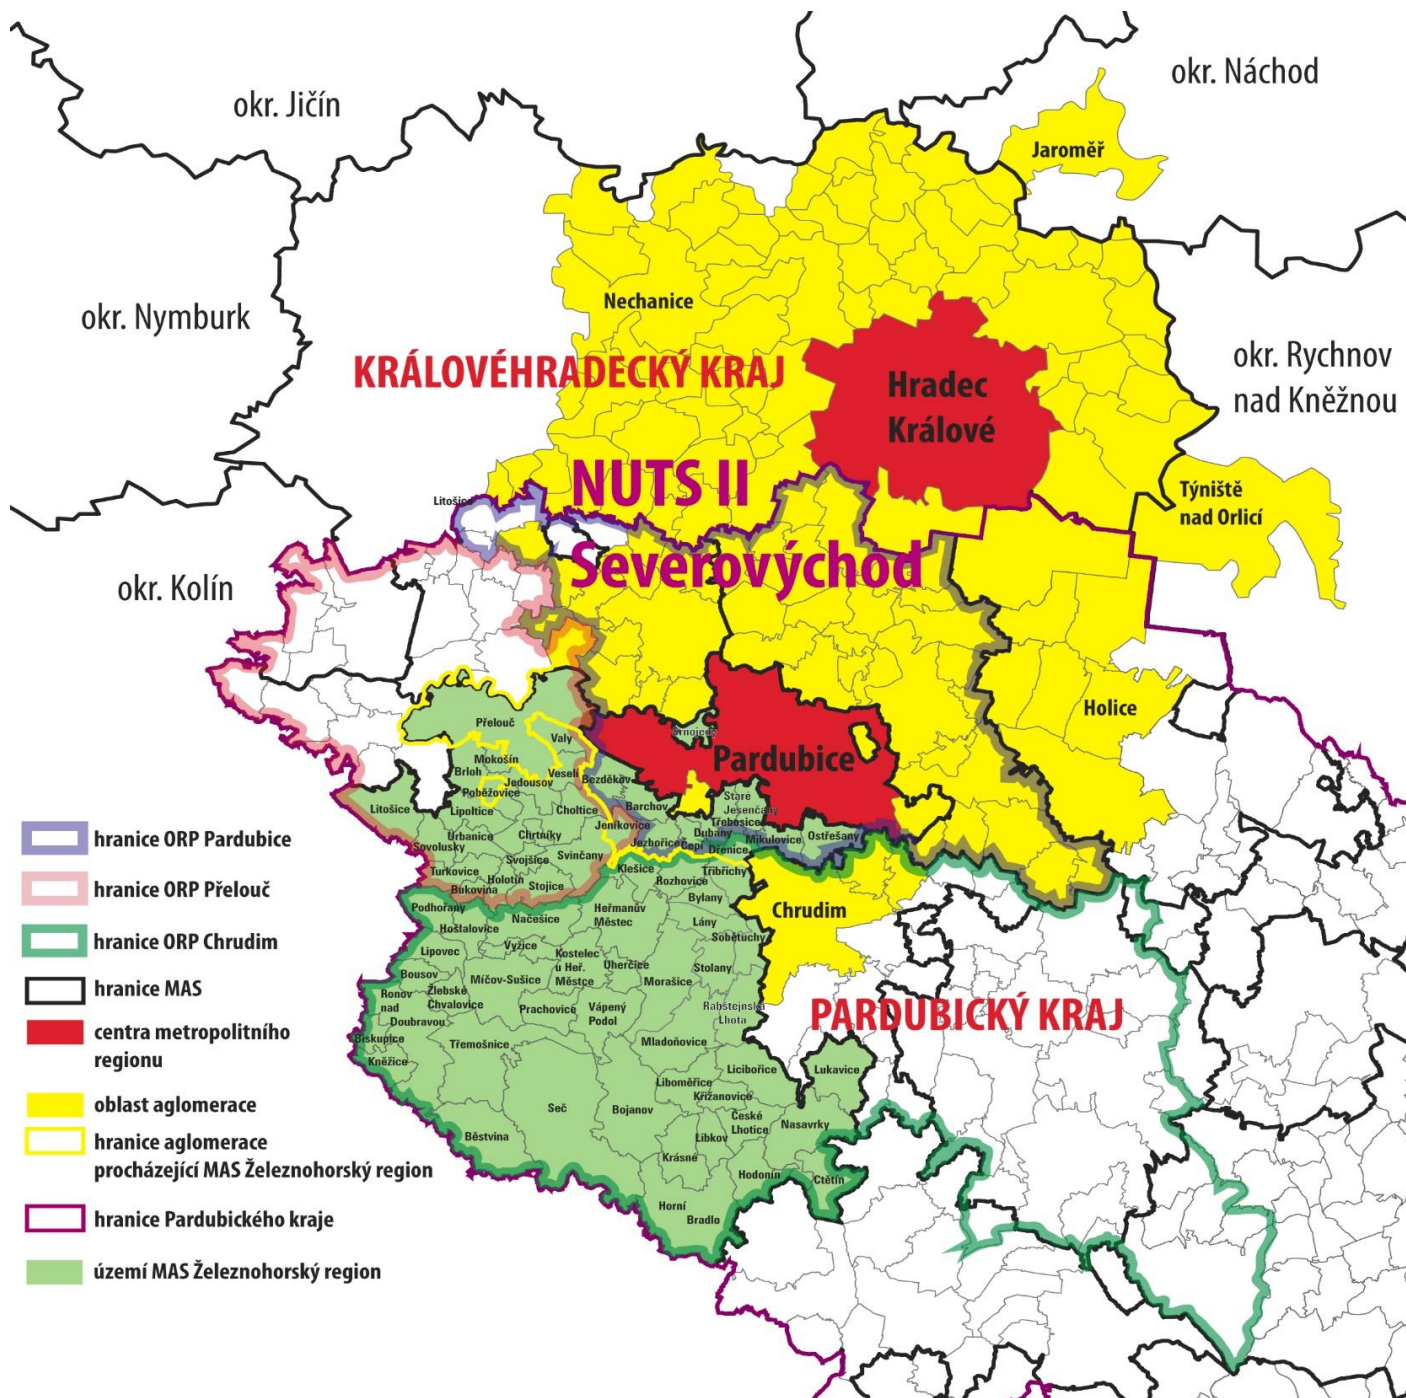 okr. Náchod
okr. Jičín
Jaroměř
Nechanice
okr. Nymburk
okr. Rychnov
nad Kněžnou
KRÁLOVÉHRADECKÝ KRAJ
Hradec
Králové
NUTS II
Litošice
Týniště
nad Orlicí
Severovýchod
okr. Kolín
Holice
Přelouč
Valy
Pardubice
Mokošín
Brloh
Veselí
Jedousov
Bezděkov
Poběžovice
Litošice
Lipoltice
Choltice
Barchov
Staré
Jesenčany
Jeníkovice
Třebosice
Urbanice
Chrtníky
Dubany
Mikulovice
Ostřešany
Sovolusky
Jezbořice
Čepí
Dřenice
Svojšice
Svinčany
Turkovice
Holotín
Klešice
Třibřichy
Bukovina
Stojice
Rozhovice
Bylany
Podhořany
Načešice
Heřmanův
Městec
Chrudim
Hošťalovice
Lány
Sobětuchy
Lipovec
Vyžice
Kostelec
u Heř.
Městce
Úherčice
Stolany
Bousov
Míčov-Sušice
Morašice
Žlebské
Chvalovice
Ronov
nad
Doubravou
Prachovice
Vápený
Podol
Rabštejnská
Lhota
PARDUBICKÝ KRAJ
Biskupice
Kněžice
Třemošnice
Mladoňovice
Licibořice
Lukavice
Liboměřice
Křižanovice
Seč
Bojanov
České
Lhotice
Nasavrky
Běstvina
Libkov
Krásné
Hodonín
Ctětín
Horní
Bradlo
hranice ORP Pardubice
hranice ORP Přelouč
hranice ORP Chrudim
hranice MAS
centra metropolitního
regionu
oblast aglomerace
hranice aglomerace
procházející MAS Železnohorský region
hranice Pardubického kraje
území MAS Železnohorský region